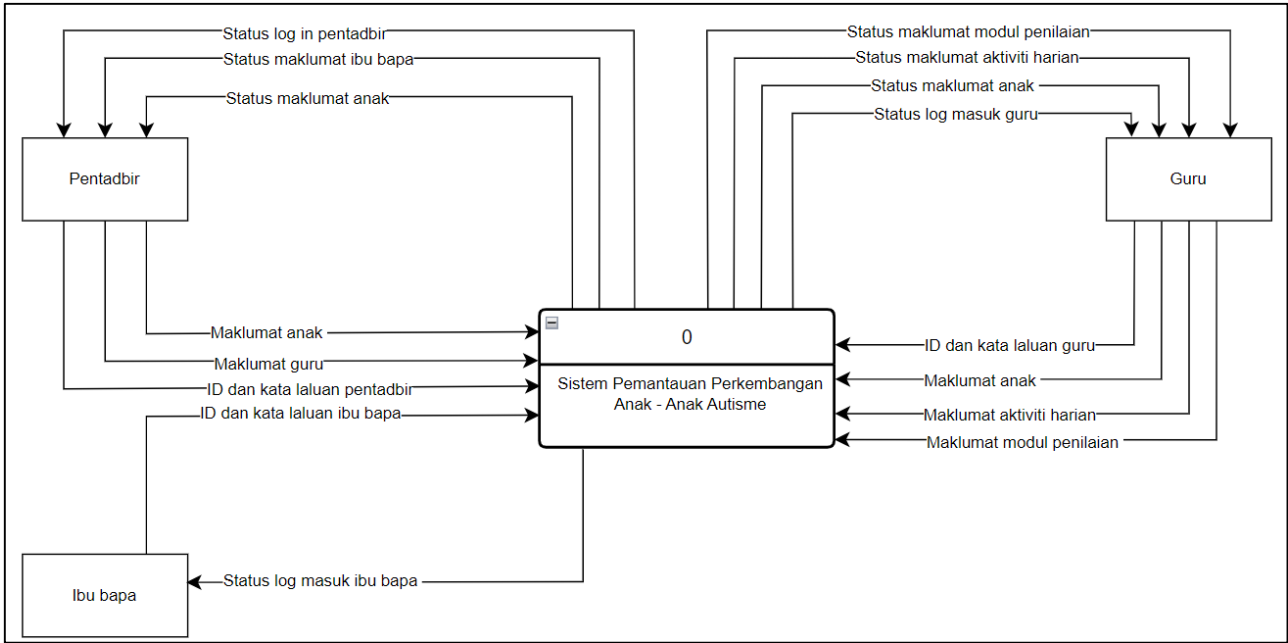 Status log in pentadbir
Status maklumat ibu bapa
Status maklumat anak
Status maklumat modul penilaian
Status maklumat aktiviti harian
Status maklumat anak
Status log masuk guru
Pentadbir
Guru
Maklumat anak
Maklumat guru
ID dan kata laluan pentadbir
ID dan kata laluan ibu bapa
0
Sistem Pemantauan Perkembangan
Anak - Anak Autisme
ID dan kata laluan guru
Maklumat anak
Maklumat aktiviti harian
Maklumat modul penilaian
Status log masuk ibu bapa
Ibu bapa